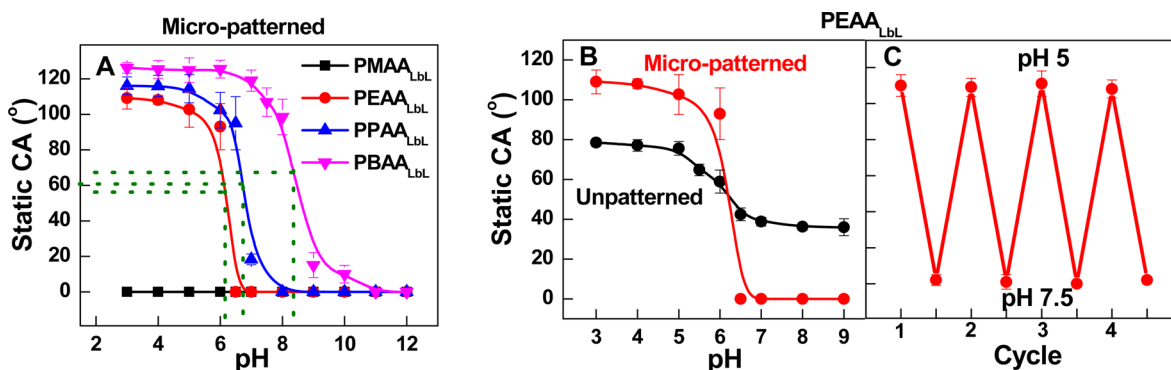 Micro-patterned
A
PMAA LbL
PEAA LbL
PPAA LbL
PBAA LbL
Static CA (°)
120
100
80
60
40
20
0
2 4 6 8 10 12
pH
PEAA LbL
B
Micro-patterned
Unpatterned
Static CA (°)
120
100
80
60
40
20
0
3 4 5 6 7 8 9
pH
C
pH 5
pH 7.5
1 2 3 4
Cycle